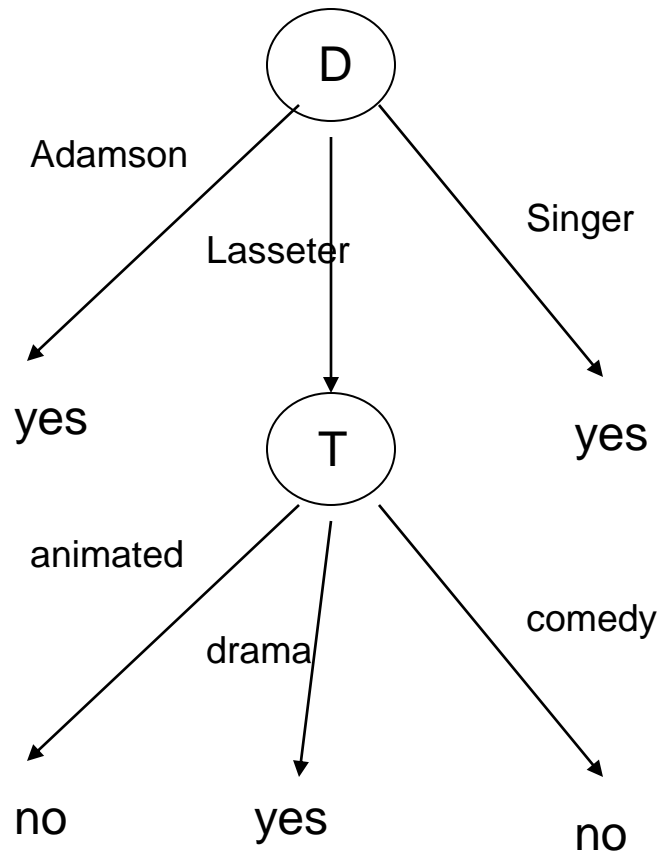 D
Adamson
Singer
Lasseter
yes
yes
T
animated
comedy
drama
no
yes
no